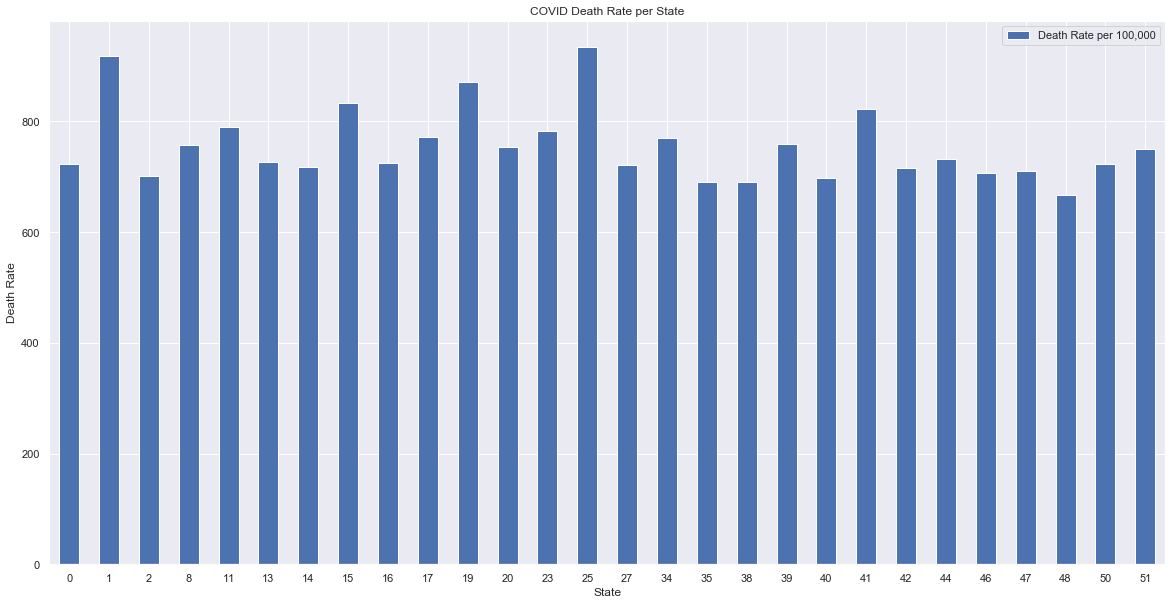 COVID Death Rate per State
Death Rate per 100,000
Death Rate
800
600
400
200
0
0 1 2 8 11 13 14 15 16 17 19 20 23 25 27 34 35 38 39 40 41 42 44 46 47 48 50 51
State